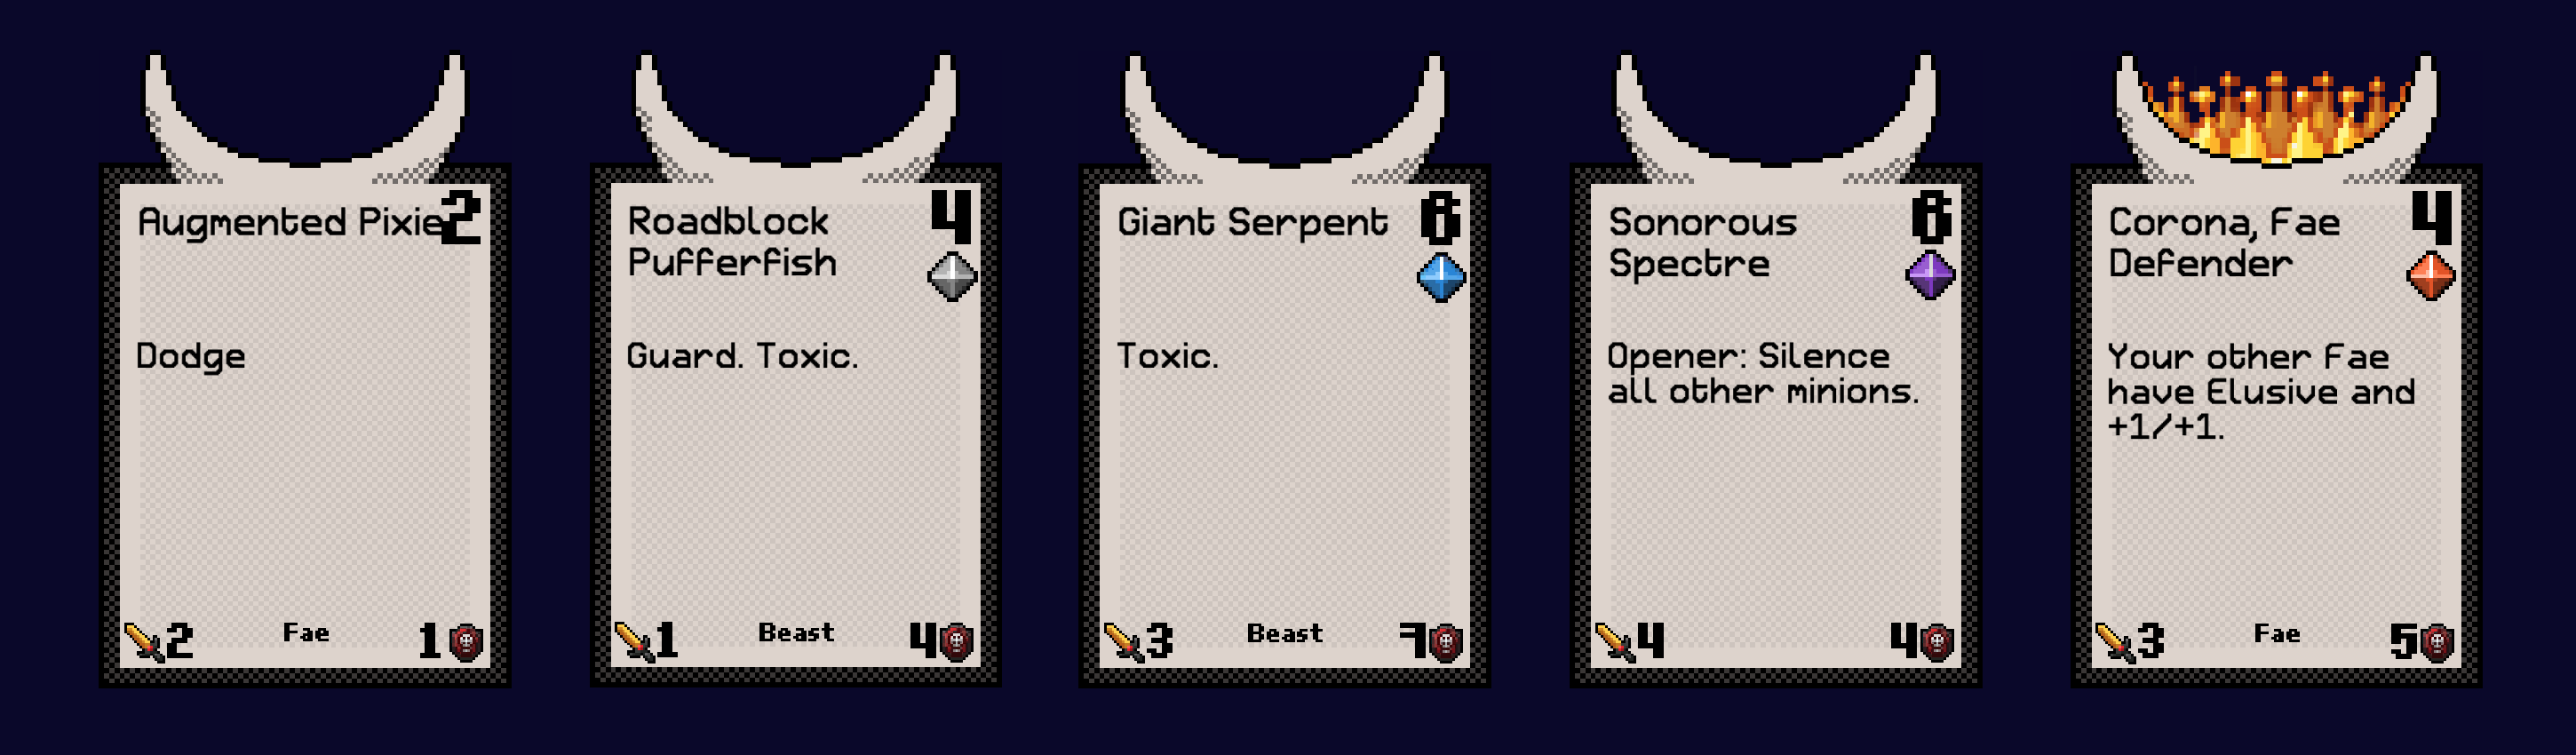 Augmented Pixie
2
Dodge
2
Fae
1
Roadblock
Pufferfish
4
Guard. Toxic.
1
Beast
4
Giant Serpent
6
Toxic.
3
Beast
7
Sonorous
Spectre
6
Opener: Silence
all other minions.
4
4
Corona, Fae
Defender
4
Your other Fae
have Elusive and
+1/+1.
3
Fae
5